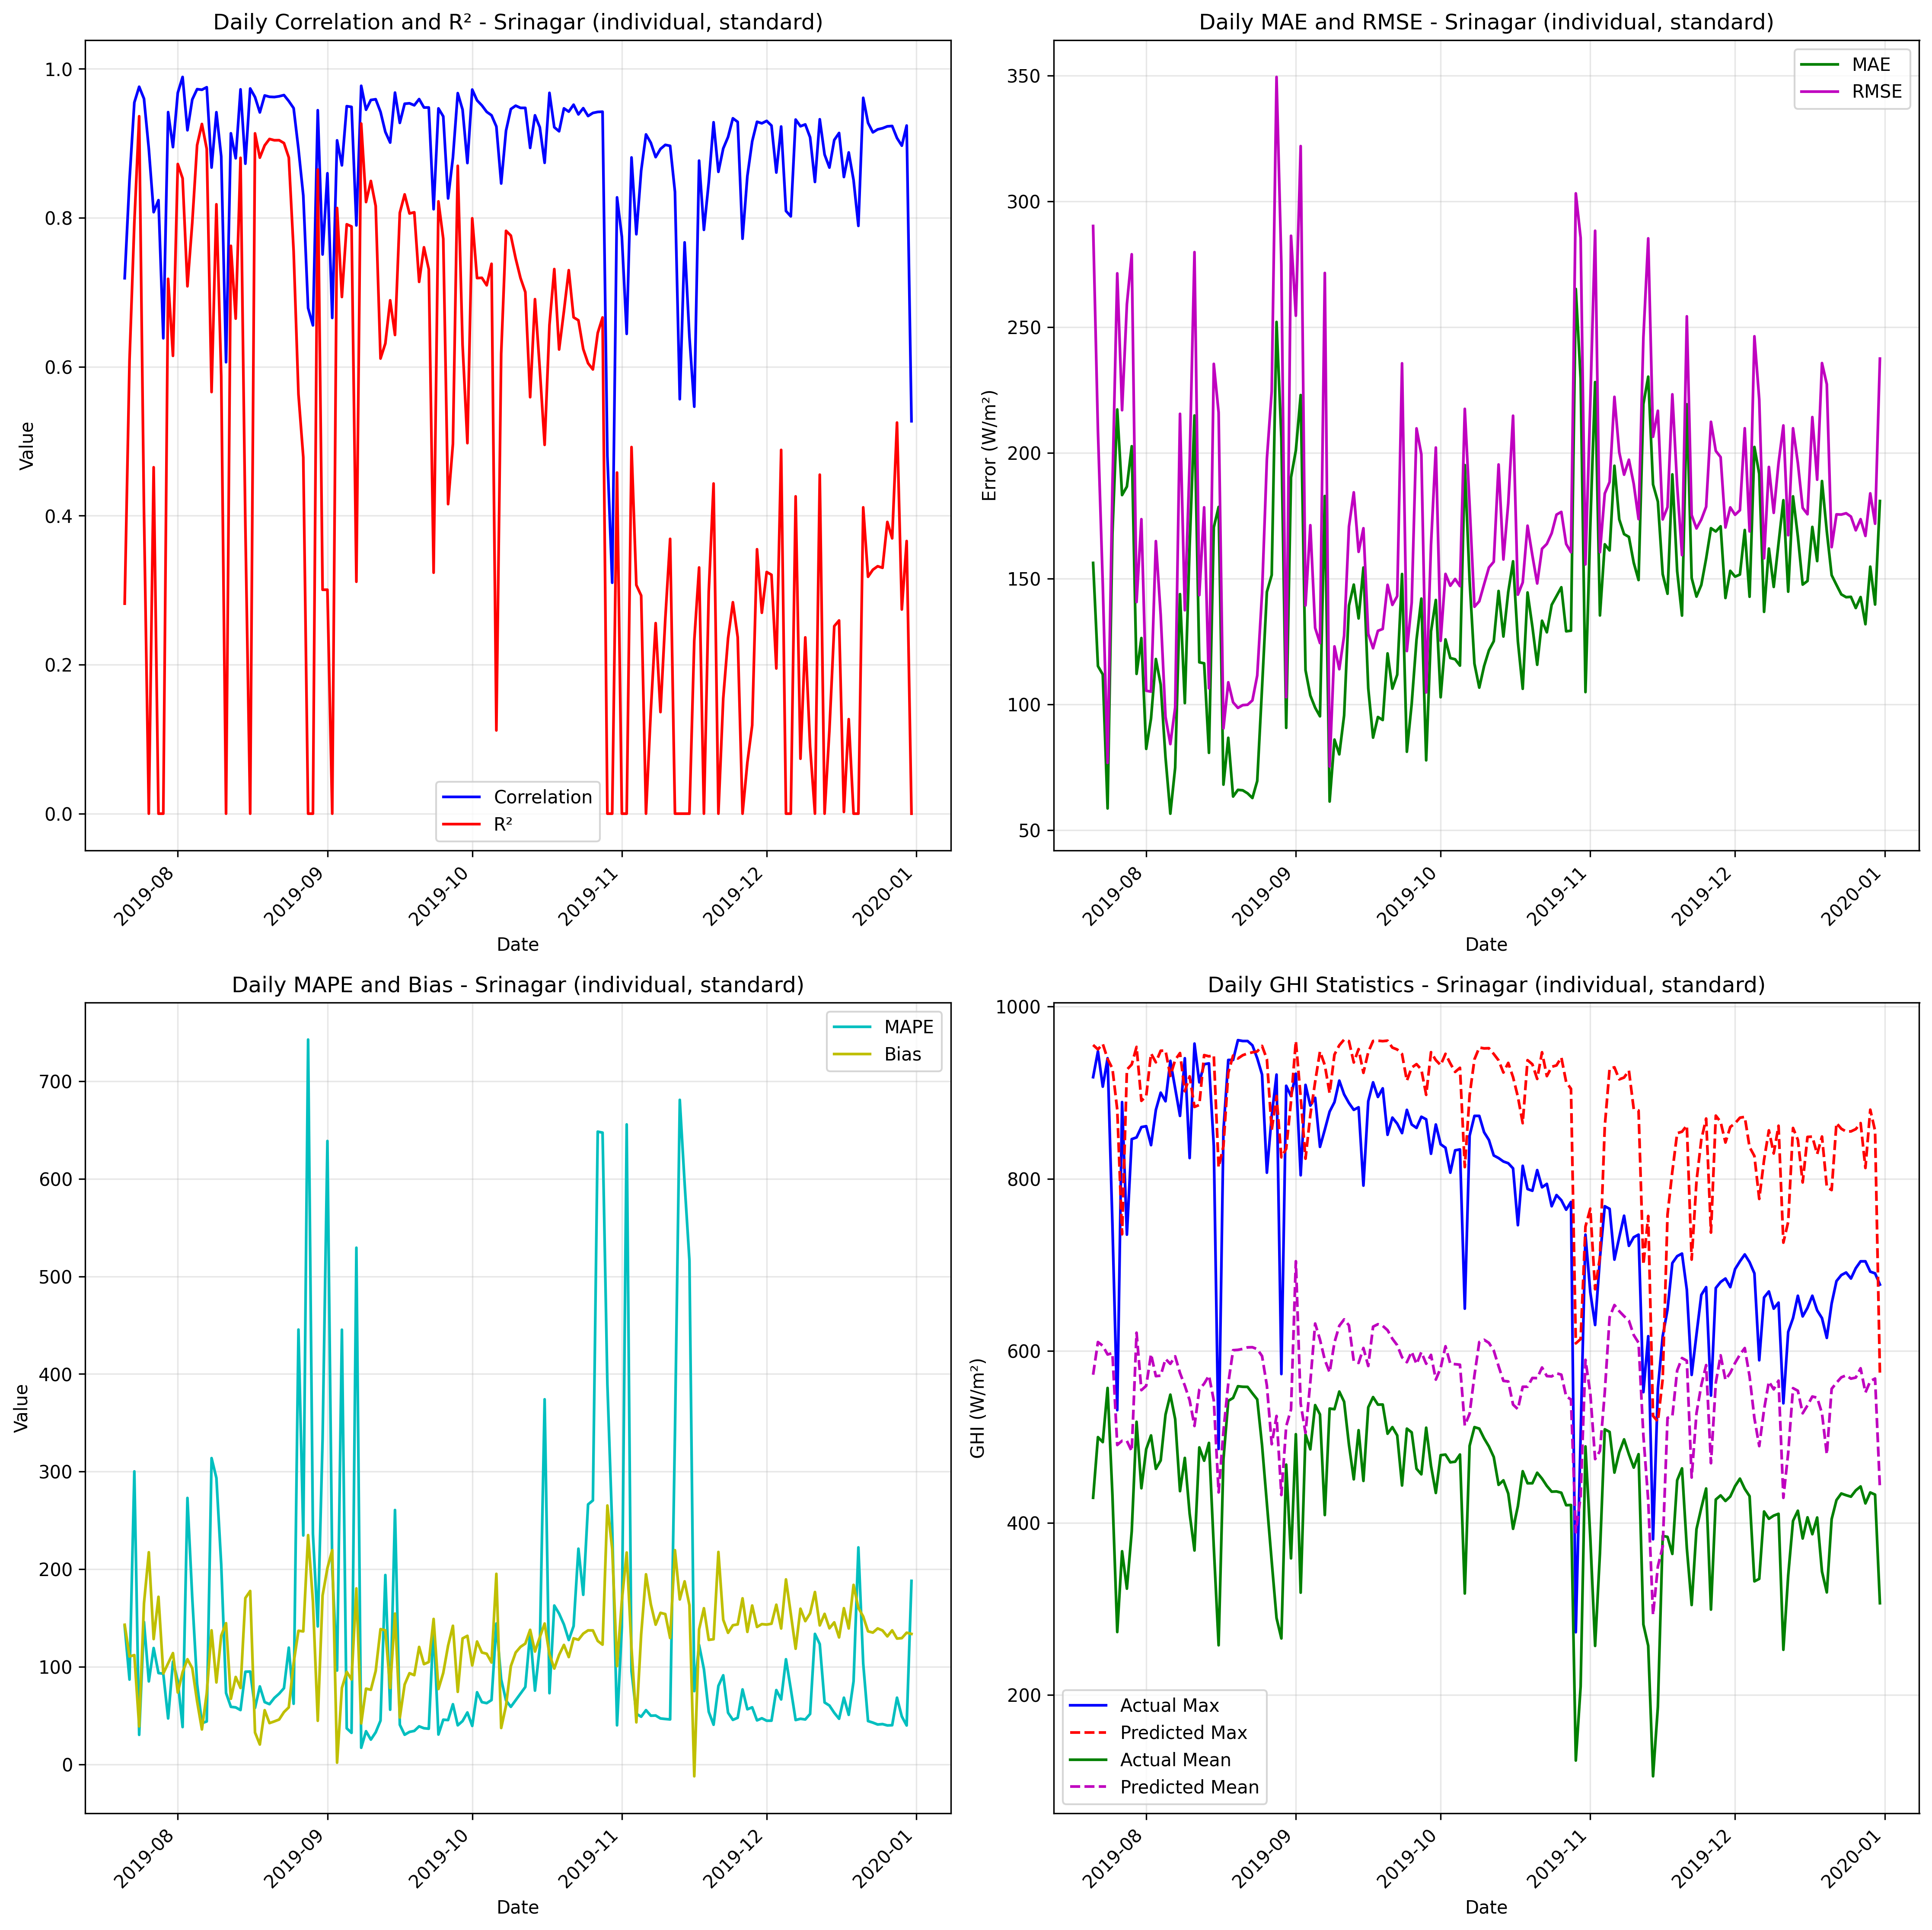 Daily Correlation and R² - Srinagar (individual, standard)
1.0
0.8
0.6
0.4
0.2
0.0
Value
Correlation
R²
2019-08
2019-09
2019-10
2019-11
2019-12
2020-01
Date
Daily MAE and RMSE - Srinagar (individual, standard)
MAE
RMSE
350
300
250
200
150
100
50
Error (W/m²)
2019-08
2019-09
2019-10
2019-11
2019-12
2020-01
Date
Daily MAPE and Bias - Srinagar (individual, standard)
MAPE
Bias
700
600
500
400
300
200
100
0
Value
2019-08
2019-09
2019-10
2019-11
2019-12
2020-01
Date
Daily GHI Statistics - Srinagar (individual, standard)
1000
800
600
400
200
GHI (W/m²)
Actual Max
Predicted Max
Actual Mean
Predicted Mean
2019-08
2019-09
2019-10
2019-11
2019-12
2020-01
Date